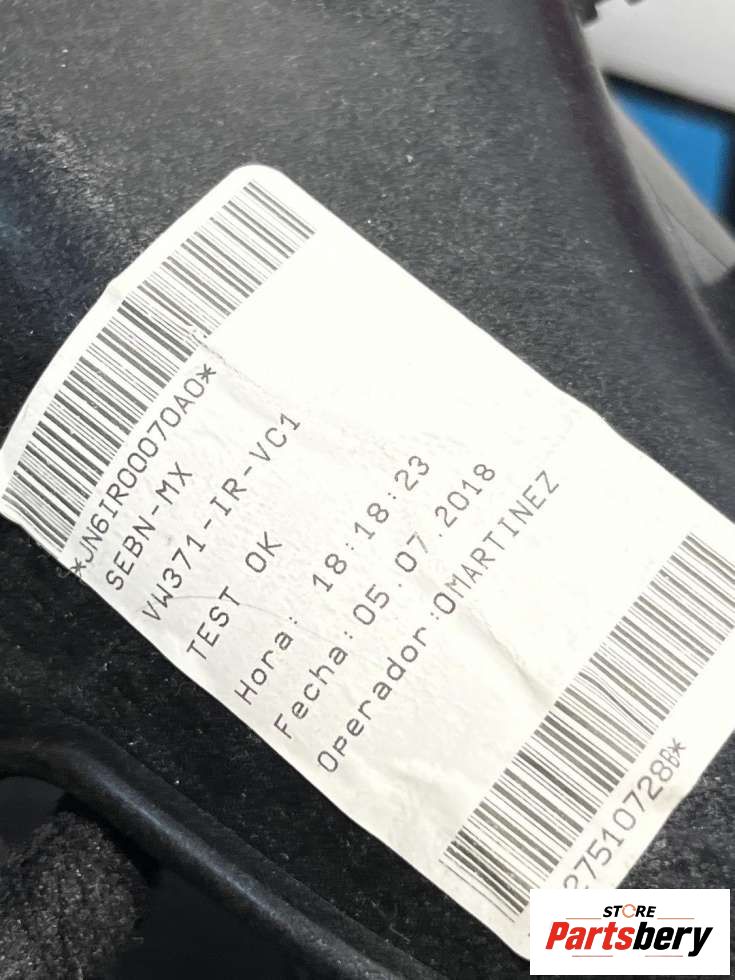 *JN6IR00070A0*
SEBN-MX
VW371-IR-VC1
TEST OK
Hora: 18:18:23
Fecha:05.07.2018
Operador:OMARTINEZ
27510728B*
STORE
Partsbery